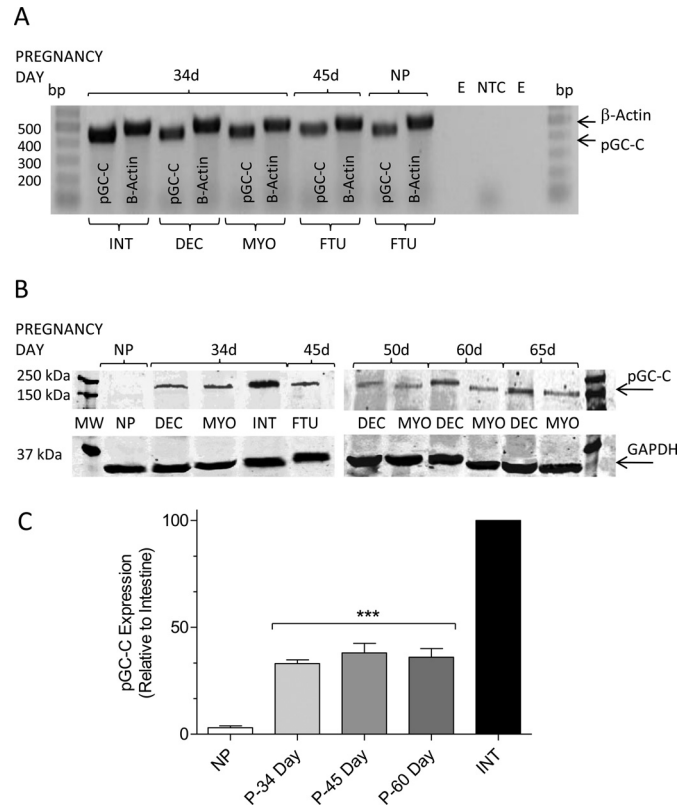 A
PREGNANCY
DAY
34d 45d NP
bp E NTC E bp
500
400
300
200
β-Actin
pGC-C
pGC-C B-Actin pGC-C B-Actin pGC-C B-Actin pGC-C B-Actin pGC-C B-Actin
INT DEC MYO FTU FTU
B
PREGNANCY
DAY NP 34d 45d 50d 60d 65d
250 kDa
150 kDa
pGC-C
MW NP DEC MYO INT FTU DEC MYO DEC MYO DEC MYO
37 kDa
GAPDH
C
pGC-C Expression
(Relative to Intestine)
100
50
0
***
NP P-34 Day P-45 Day P-60 Day INT